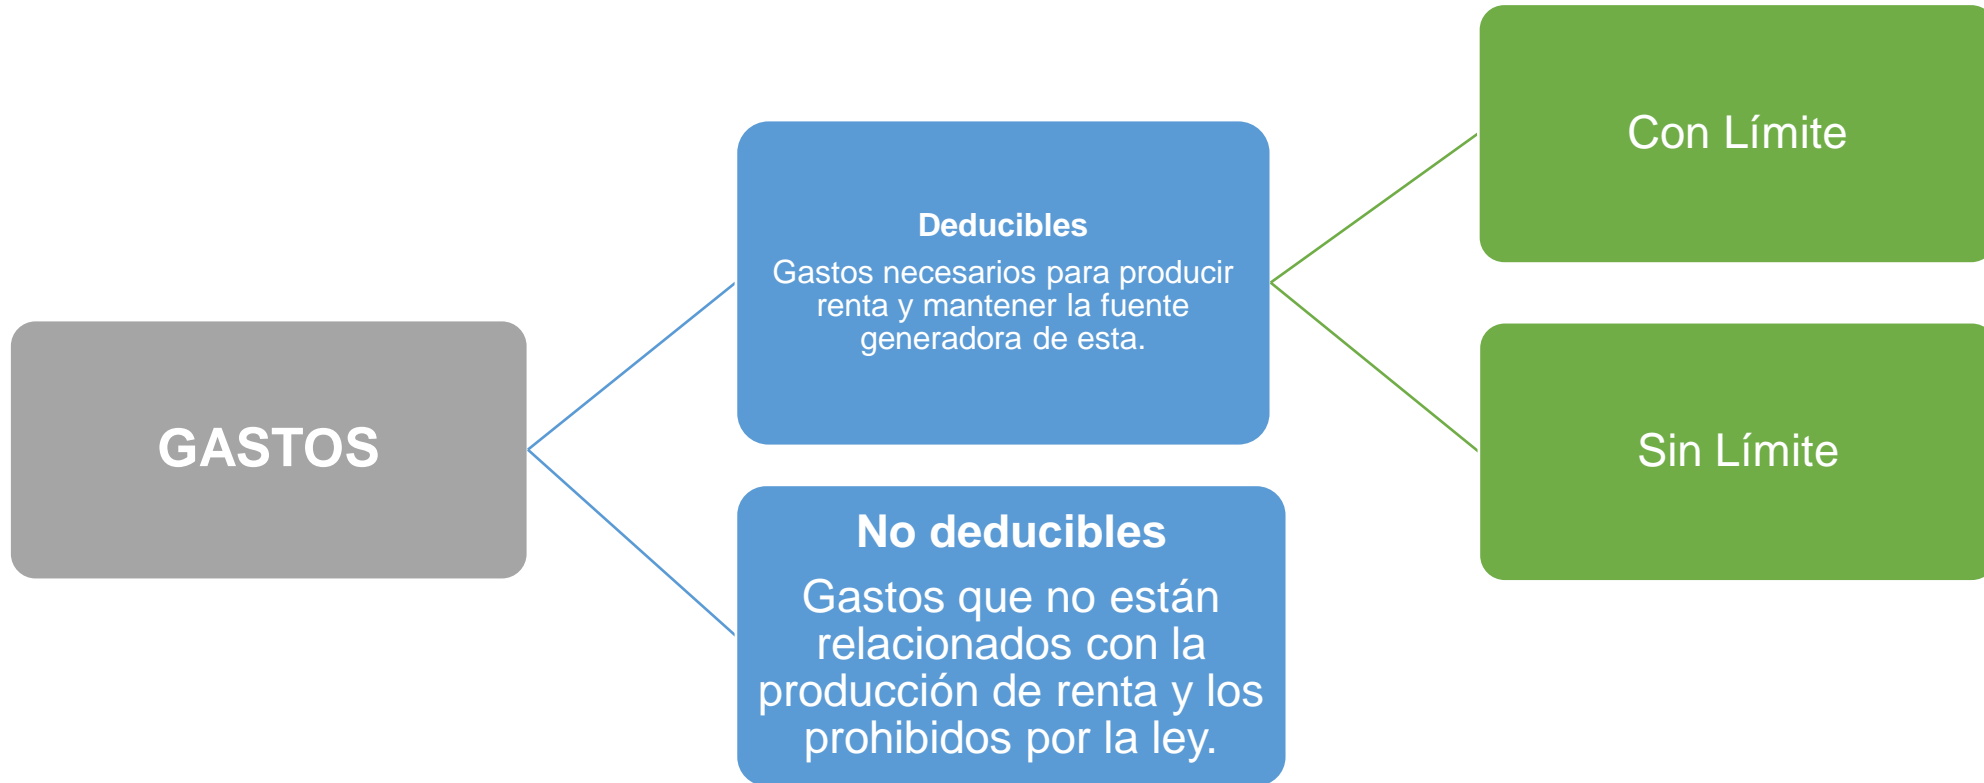 GASTOS
Deducibles
Gastos necesarios para producir
renta y mantener la fuente
generadora de esta.
No deducibles
Gastos que no están
relacionados con la
producción de renta y los
prohibidos por la ley.
Con Límite
Sin Límite